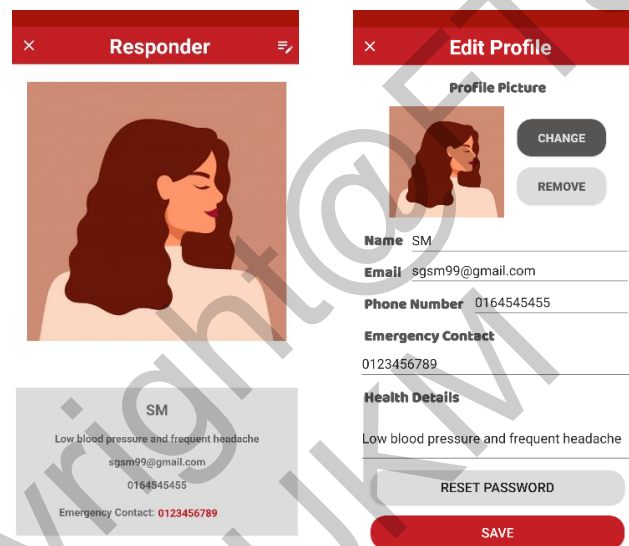 Responder
SM
Low blood pressure and frequent headache
sgsm99@gmail.com
0164545455
Emergency Contact: 0123456789
Edit Profile
Profile Picture
CHANGE
REMOVE
Name SM
Email sgsm99@gmail.com
Phone Number 0164545455
Emergency Contact
0123456789
Health Details
Low blood pressure and frequent headache
RESET PASSWORD
SAVE